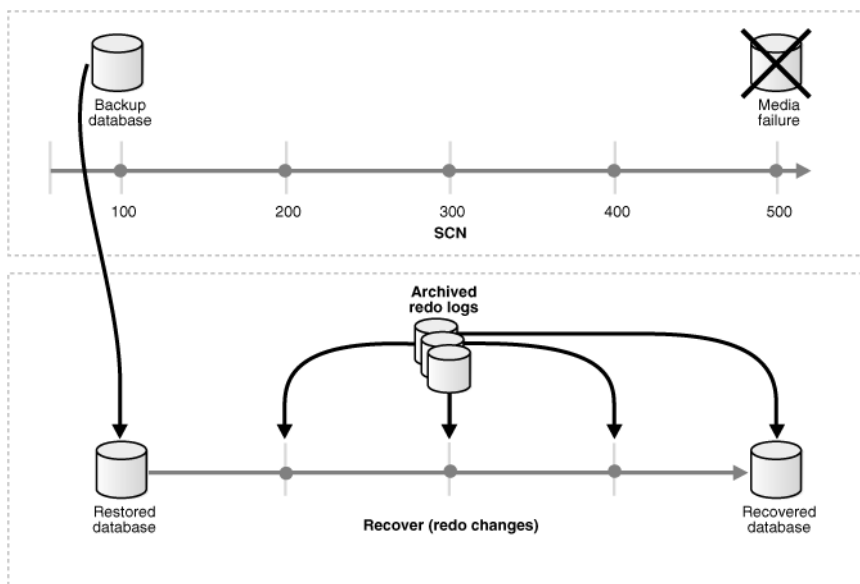 Backup
database
Media
failure
100
200
300
400
500
SCN
Archived
redo logs
Restored
database
Recover (redo changes)
Recovered
database